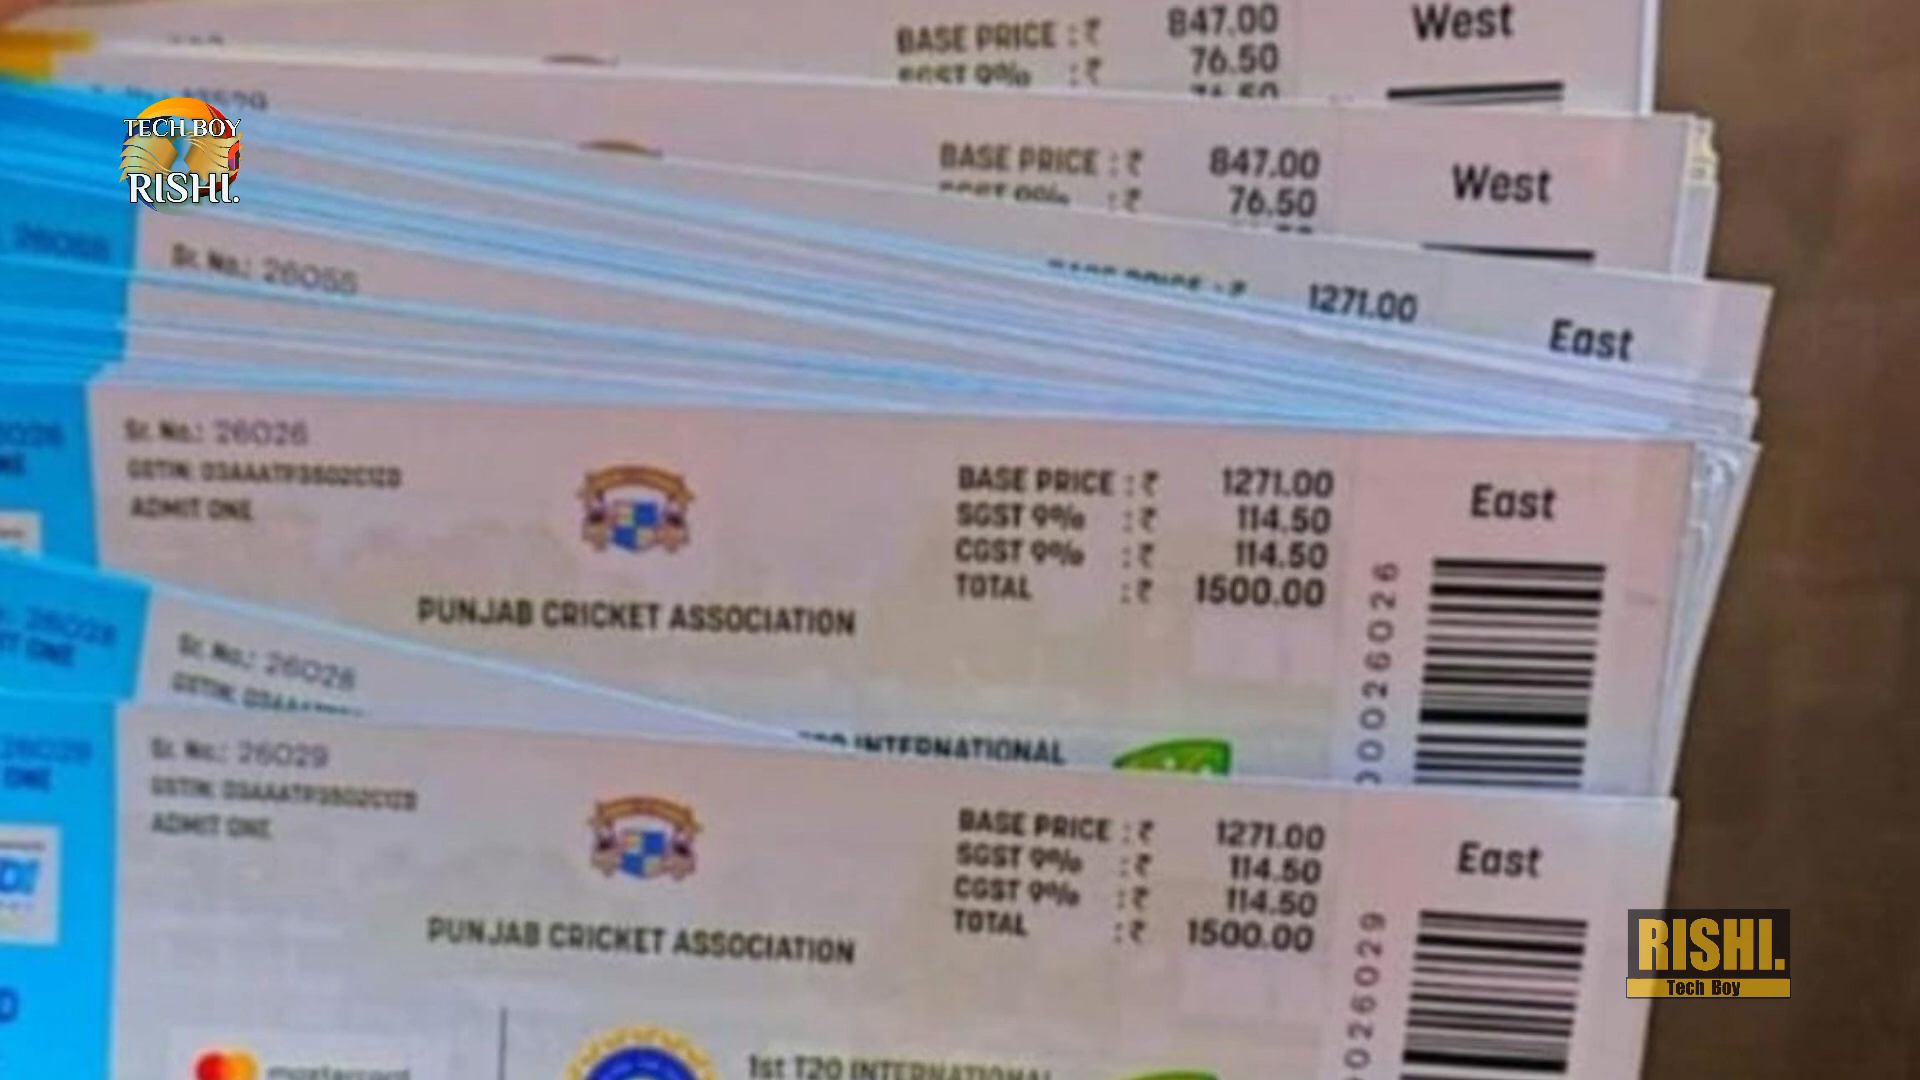 BASE PRICE : ₹ 847.00
West
SGST 9% : ₹ 76.50
TECH BOY
RISHI.
BASE PRICE : ₹ 847.00
West
76.50
Sr. No.: 26055
1271.00
East
Sr. No.: 26026
ADMIT ONE
BASE PRICE : ₹ 1271.00
SGST 9% : ₹ 114.50
CGST 9% : ₹ 114.50
TOTAL : ₹ 1500.00
East
PUNJAB CRICKET ASSOCIATION
Sr. No.: 26028
INTERNATIONAL
Sr. No.: 26029
ADMIT ONE
BASE PRICE : ₹ 1271.00
SGST 9% : ₹ 114.50
CGST 9% : ₹ 114.50
TOTAL : ₹ 1500.00
East
PUNJAB CRICKET ASSOCIATION
mastercard
1st T20 INTERNATIONAL
RISHI.
Tech Boy